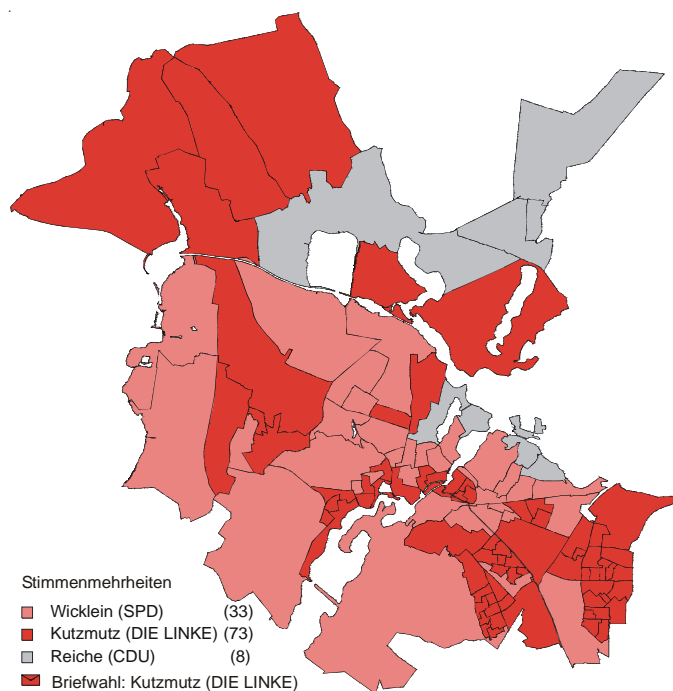 Stimmenmehrheiten
Wicklein (SPD) (33)
Kutzmutz (DIE LINKE) (73)
Reiche (CDU) (8)
Briefwahl: Kutzmutz (DIE LINKE)